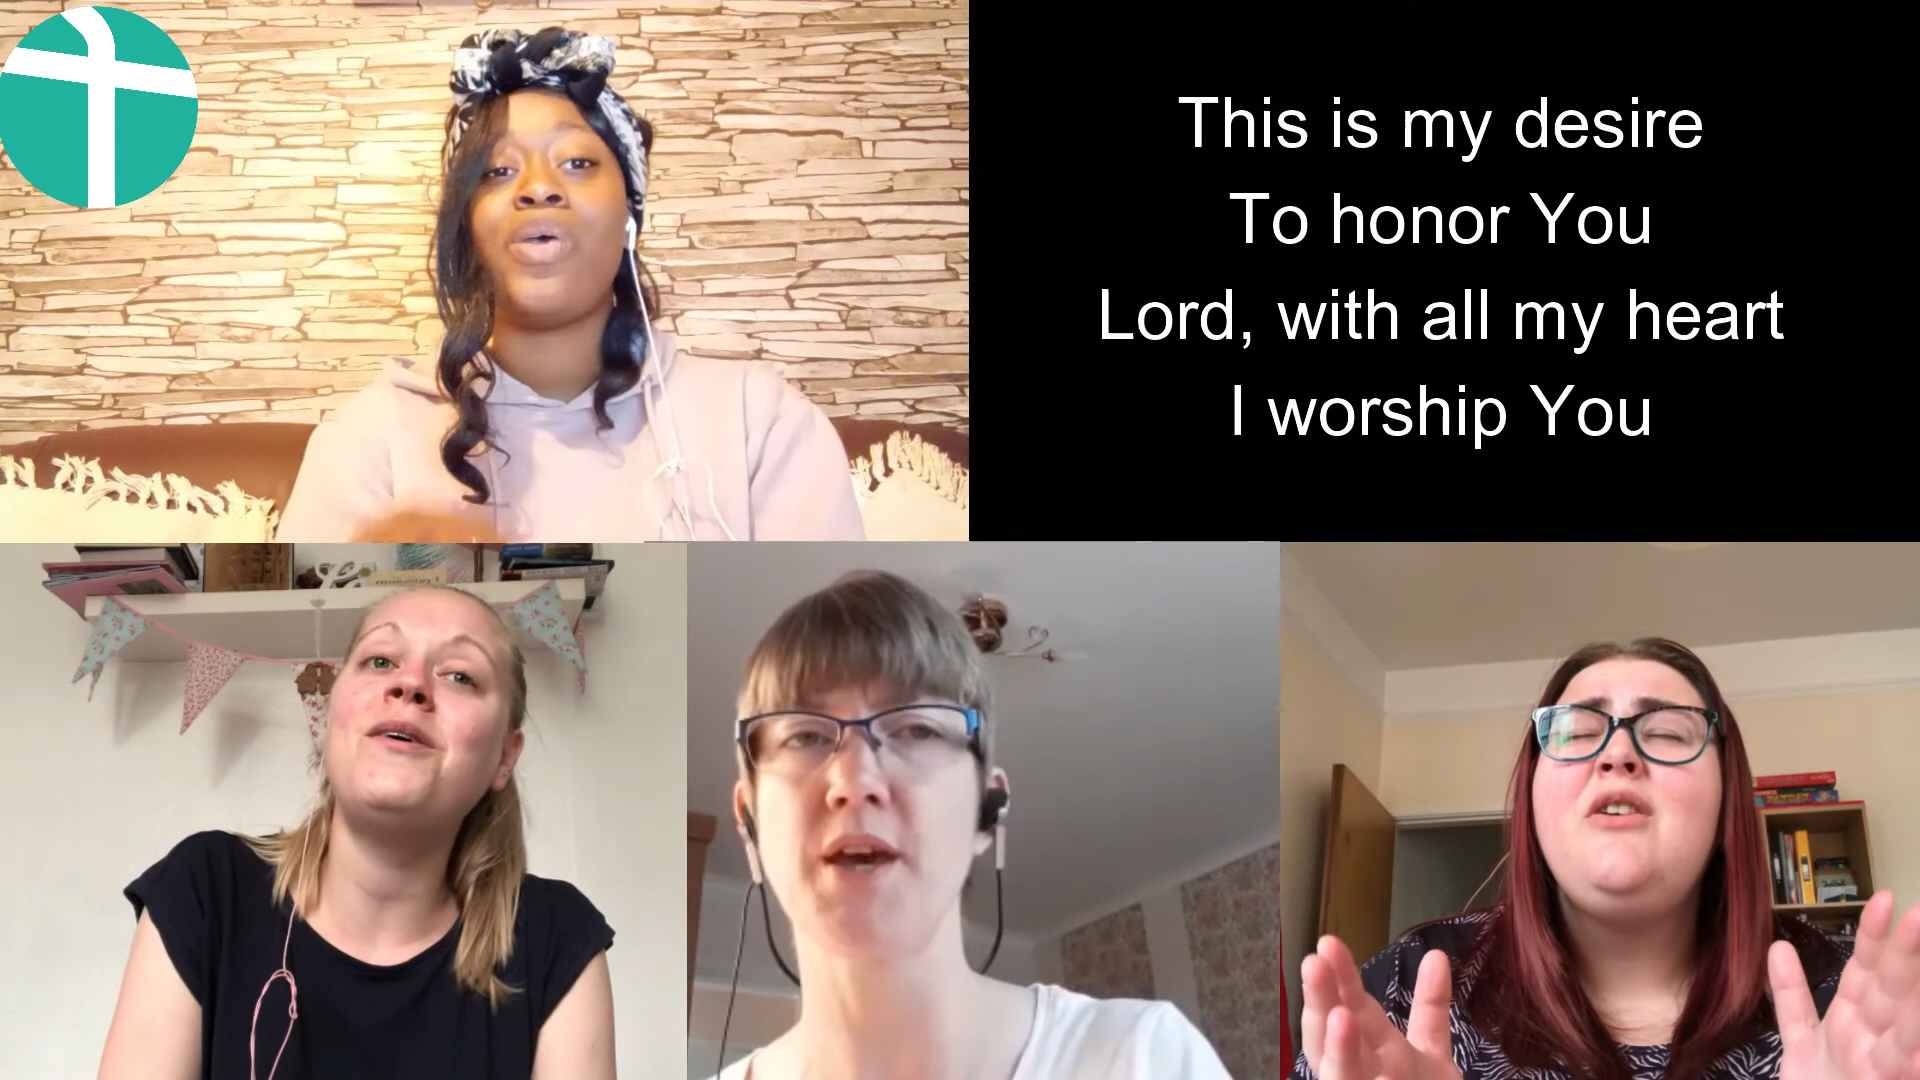 This is my desire
To honor You
Lord, with all my heart
I worship You